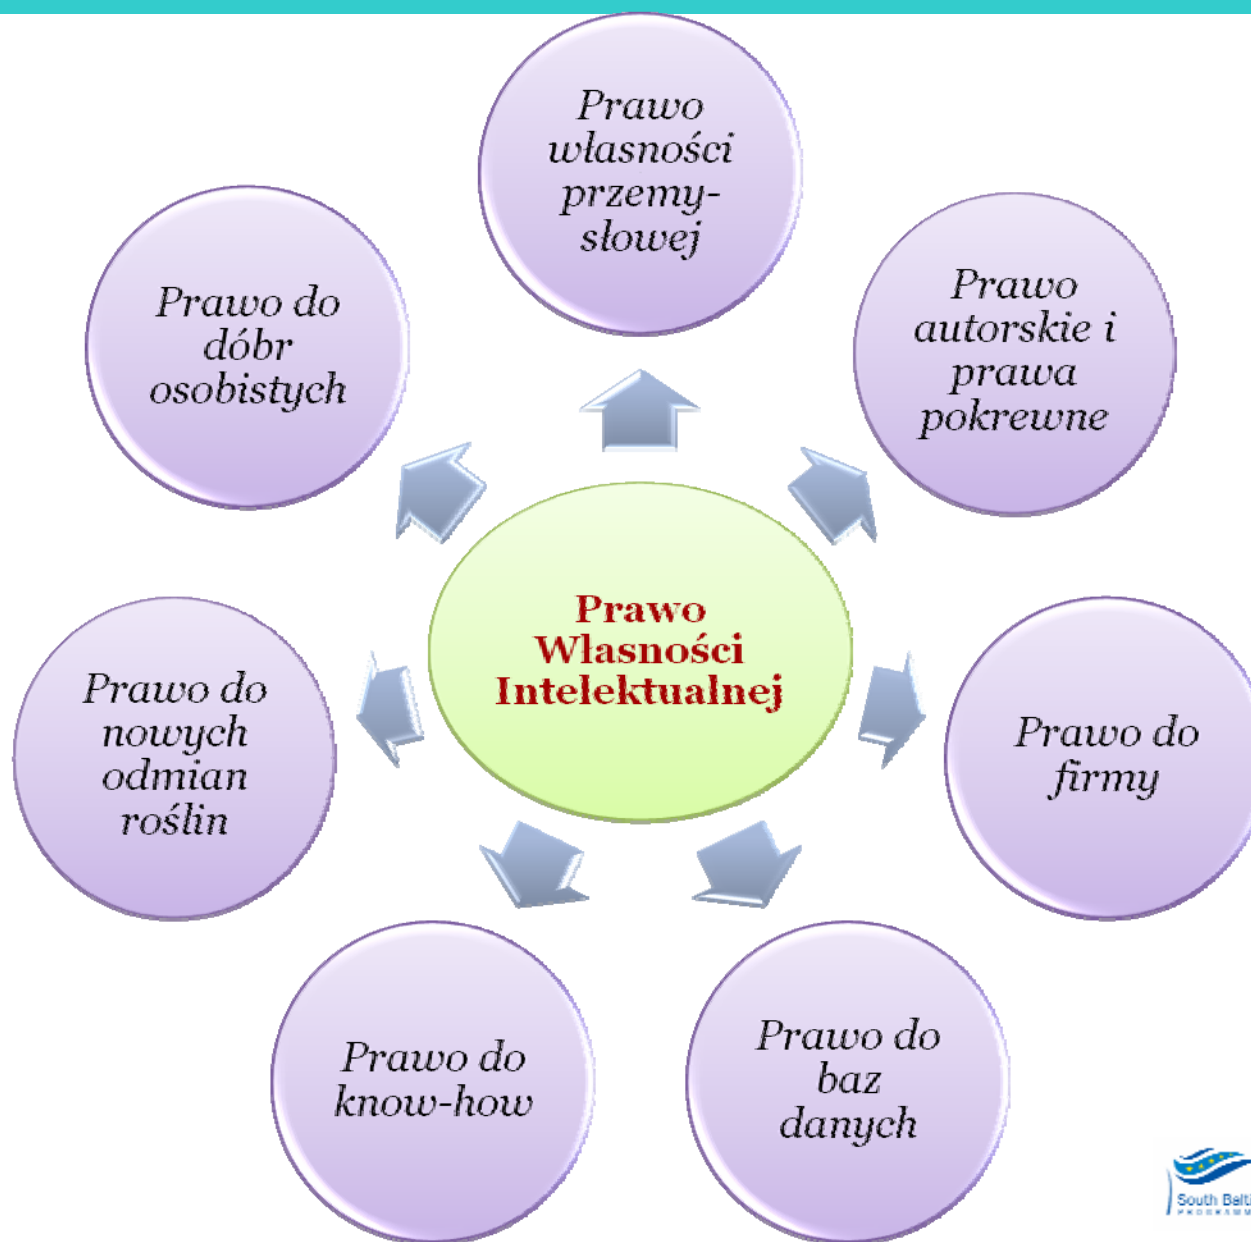 Prawo
własności
przemy-
słowej
Prawo
autorskie i
prawa
pokrewne
Prawo do
firmy
Prawo do
baz
danych
Prawo do
know-how
Prawo do
nowych
odmian
roślin
Prawo do
dóbr
osobistych
Prawo
Własności
Intelektualnej
South Balti
PROGRAMM